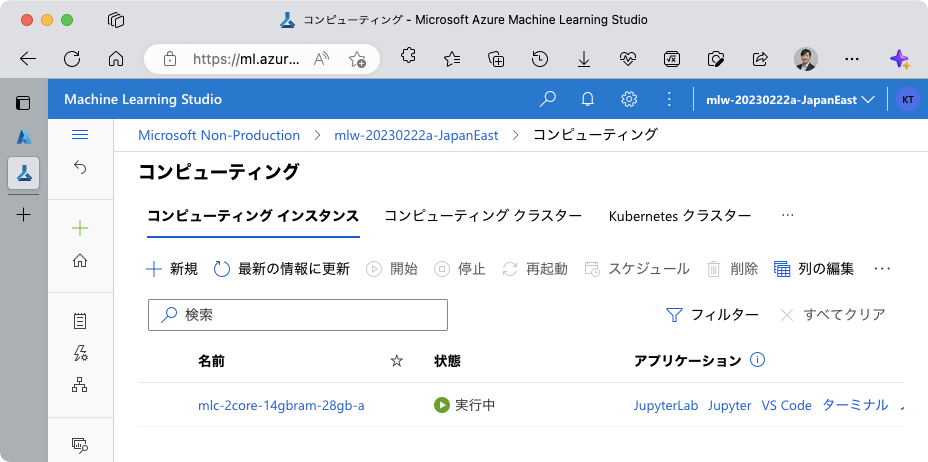 コンピューティング - Microsoft Azure Machine Learning Studio
https://ml.azur...
Machine Learning Studio
mlw-20230222a-JapanEast
KT
Microsoft Non-Production > mlw-20230222a-JapanEast > コンピューティング
コンピューティング
コンピューティング インスタンス コンピューティング クラスター Kubernetes クラスター ...
新規 最新の情報に更新 開始 停止 再起動 スケジュール 削除 列の編集 ...
検索 フィルター すべてクリア
名前 状態 アプリケーション
mlc-2core-14gbram-28gb-a 実行中 JupyterLab Jupyter VS Code ターミナル